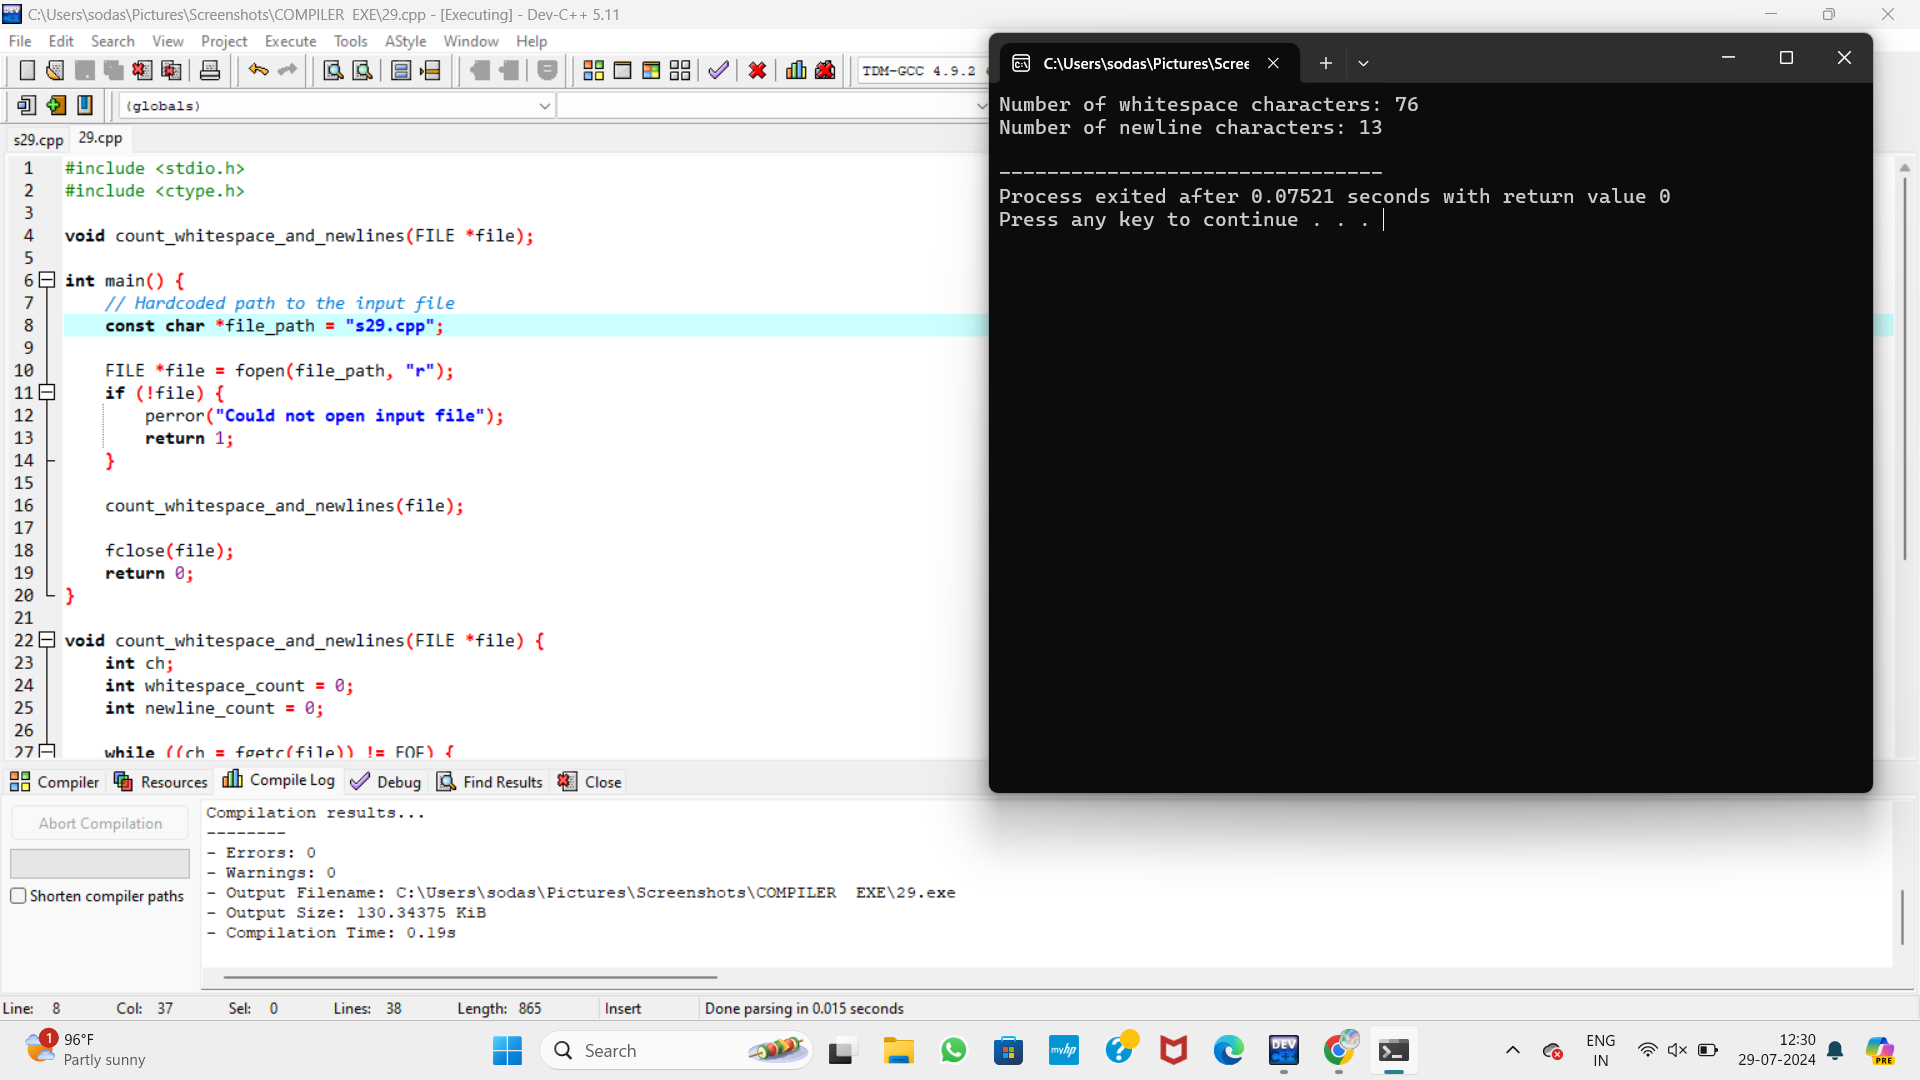 C:\Users\sodas\Pictures\Screenshots\COMPILER  EXE\29.cpp - [Executing] - Dev-C++ 5.11
File Edit Search View Project Execute Tools AStyle Window Help
TDM-GCC 4.9.2
(globals)
s29.cpp 29.cpp
1 #include <stdio.h>
2 #include <ctype.h>
3
4 void count_whitespace_and_newlines(FILE *file);
5
6 int main() {
7 // Hardcoded path to the input file
8 const char *file_path = "s29.cpp";
9
10 FILE *file = fopen(file_path, "r");
11 if (!file) {
12 perror("Could not open input file");
13 return 1;
14 }
15
16 count_whitespace_and_newlines(file);
17
18 fclose(file);
19 return 0;
20 }
21
22 void count_whitespace_and_newlines(FILE *file) {
23 int ch;
24 int whitespace_count = 0;
25 int newline_count = 0;
26
27 while ((ch = fgetc(file)) != EOF) {
C:\Users\sodas\Pictures\Scree
Number of whitespace characters: 76
Number of newline characters: 13
--------------------------------
Process exited after 0.07521 seconds with return value 0
Press any key to continue . . .
Compiler Resources Compile Log Debug Find Results Close
Abort Compilation
Shorten compiler paths
Compilation results...
--------
- Errors: 0
- Warnings: 0
- Output Filename: C:\Users\sodas\Pictures\Screenshots\COMPILER  EXE\29.exe
- Output Size: 130.34375 KiB
- Compilation Time: 0.19s
Line: 8 Col: 37 Sel: 0 Lines: 38 Length: 865 Insert Done parsing in 0.015 seconds
1
96°F
Partly sunny
Search
myhp
DEV
ENG
IN
12:30
29-07-2024
PRE